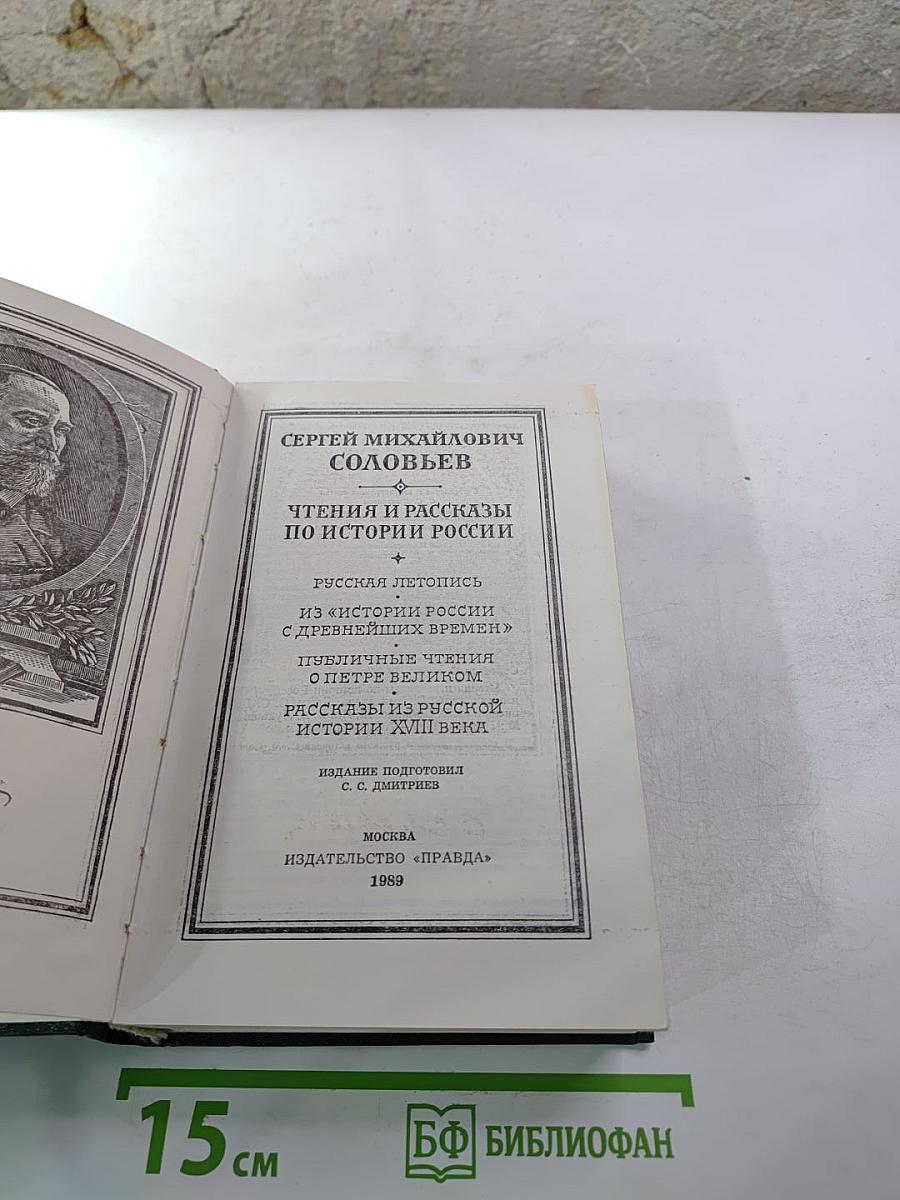 СЕРГЕЙ МИХАЙЛОВИЧ
СОЛОВЬЕВ
ЧТЕНИЯ И РАССКАЗЫ
ПО ИСТОРИИ РОССИИ
РУССКАЯ ЛЕТОПИСЬ
ИЗ «ИСТОРИИ РОССИИ
С ДРЕВНЕЙШИХ ВРЕМЕН»
ПУБЛИЧНЫЕ ЧТЕНИЯ
О ПЕТРЕ ВЕЛИКОМ
РАССКАЗЫ ИЗ РУССКОЙ
ИСТОРИИ XVIII ВЕКА
ИЗДАНИЕ ПОДГОТОВИЛ
С. С. ДМИТРИЕВ
МОСКВА
ИЗДАТЕЛЬСТВО «ПРАВДА»
1989
15 см
БФ БИБЛИОФАН